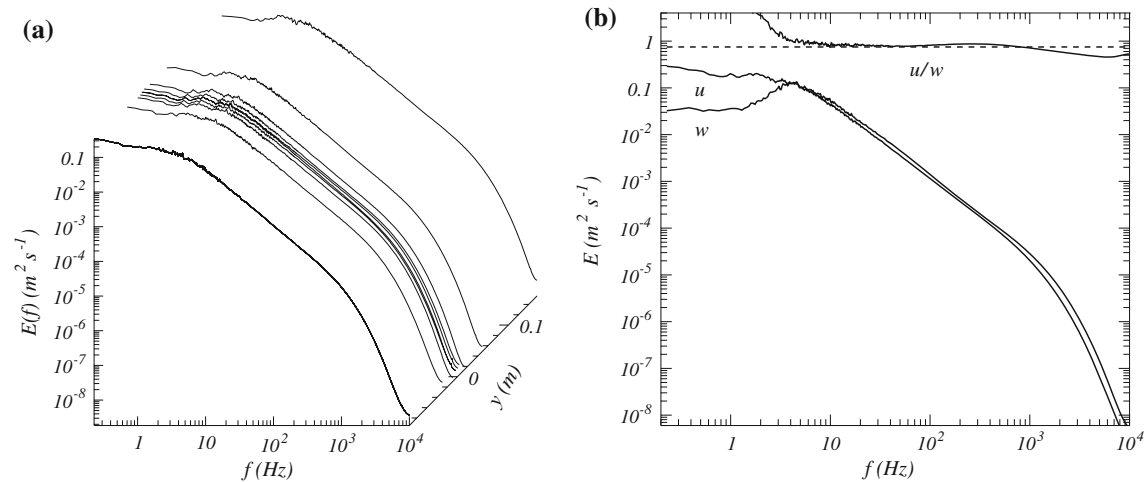 (a)
E(f) (m² s⁻¹)
0.1
10⁻²
10⁻³
10⁻⁴
10⁻⁵
10⁻⁶
10⁻⁷
10⁻⁸
1 10 10² 10³ 10⁴
f (Hz)
0 0.1
y (m)
(b)
E (m² s⁻¹)
1
0.1
10⁻²
10⁻³
10⁻⁴
10⁻⁵
10⁻⁶
10⁻⁷
10⁻⁸
u/w
u
w
1 10 10² 10³ 10⁴
f (Hz)